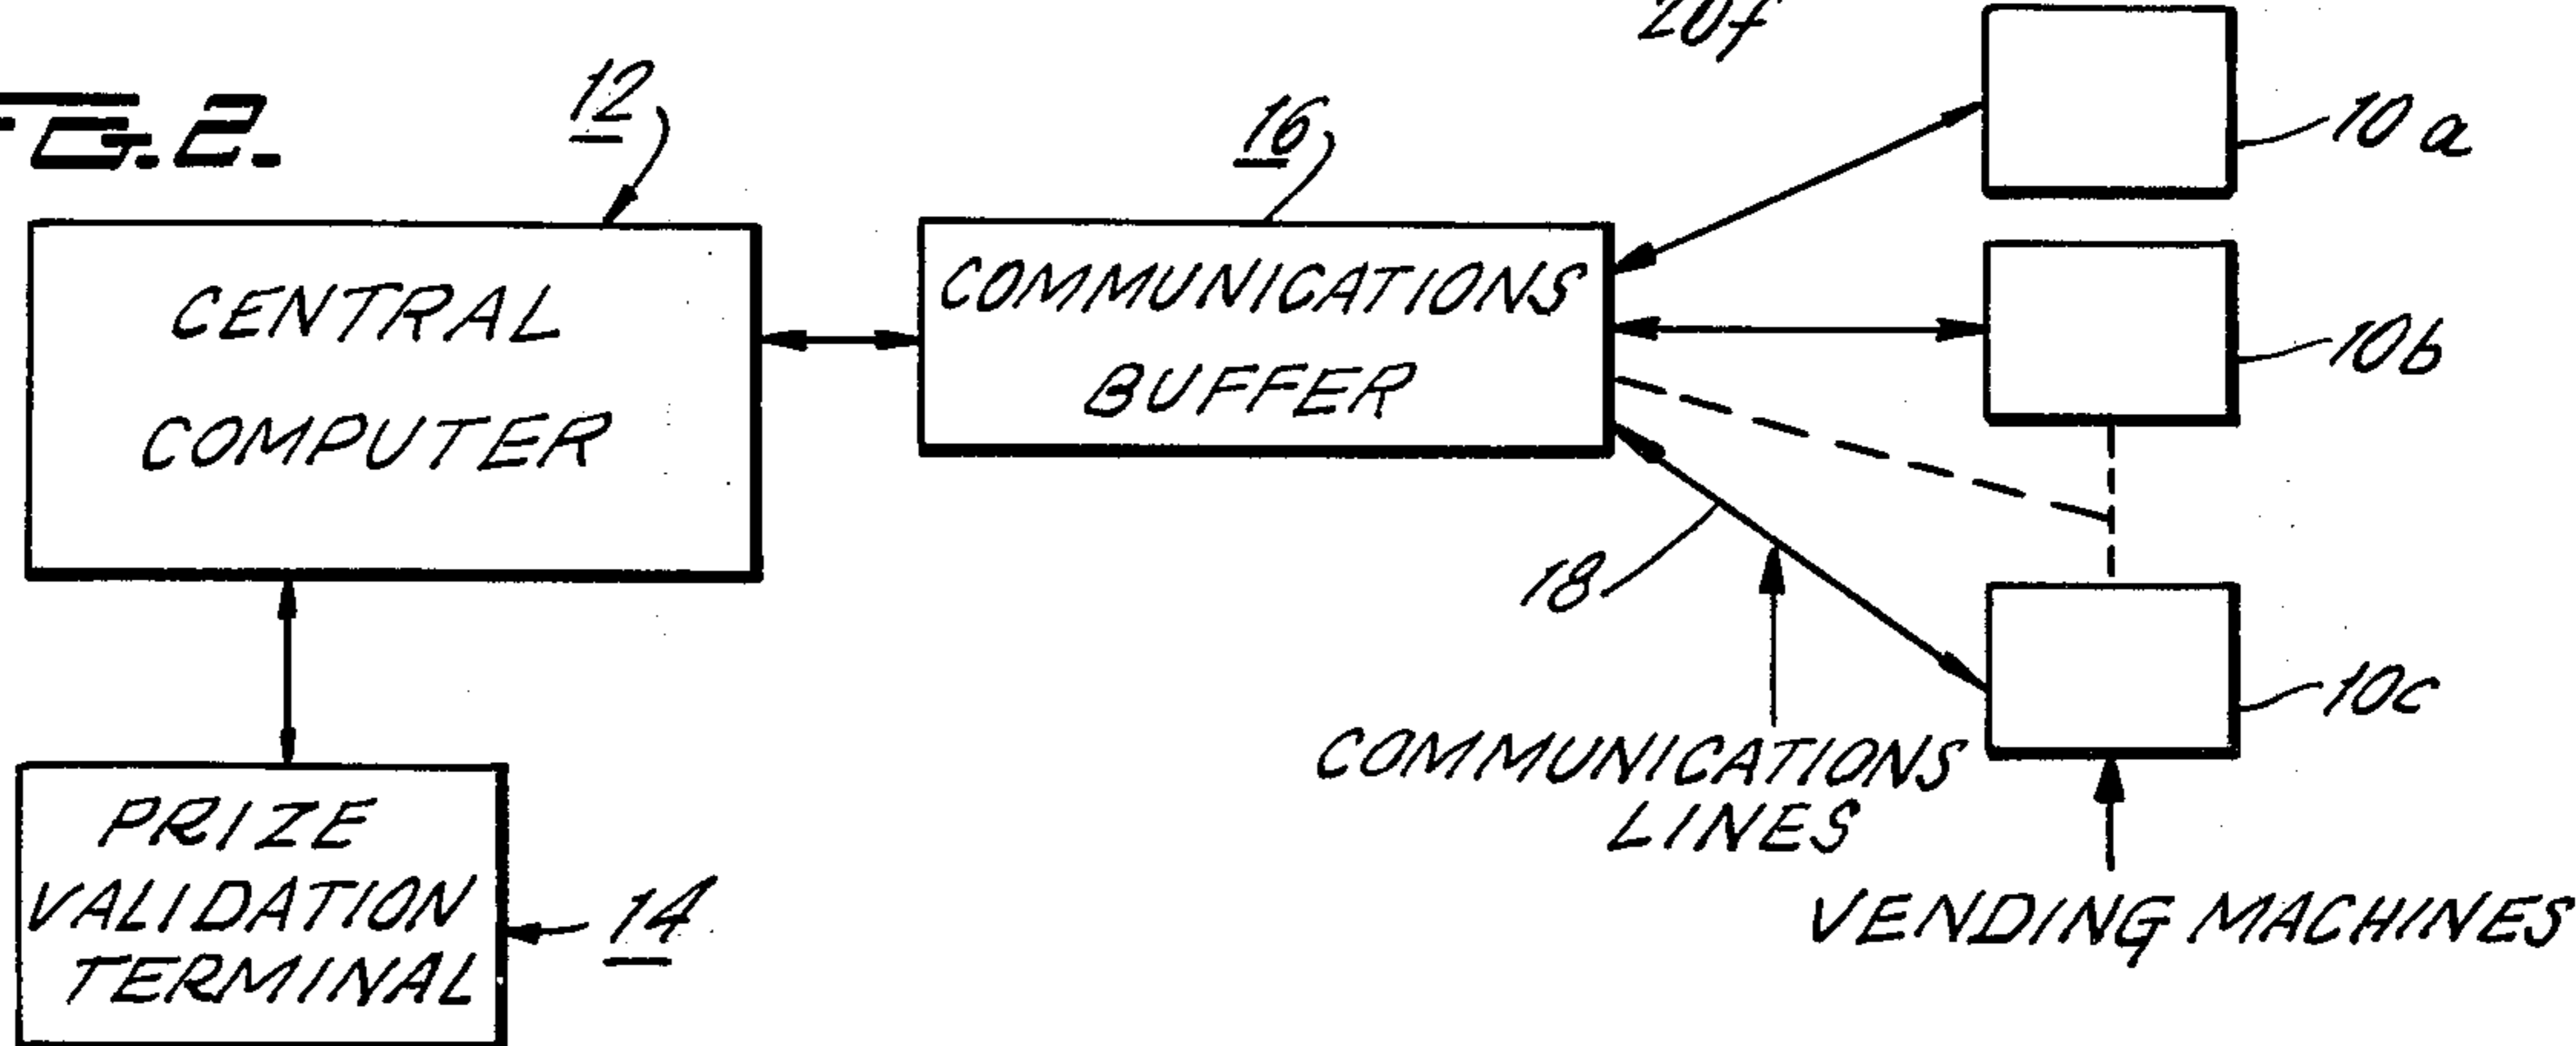 20f
FIG. 2.
12
16
10a
CENTRAL
COMPUTER
COMMUNICATIONS
BUFFER
10b
18
10c
COMMUNICATIONS
LINES
VENDING MACHINES
PRIZE
VALIDATION
TERMINAL
14